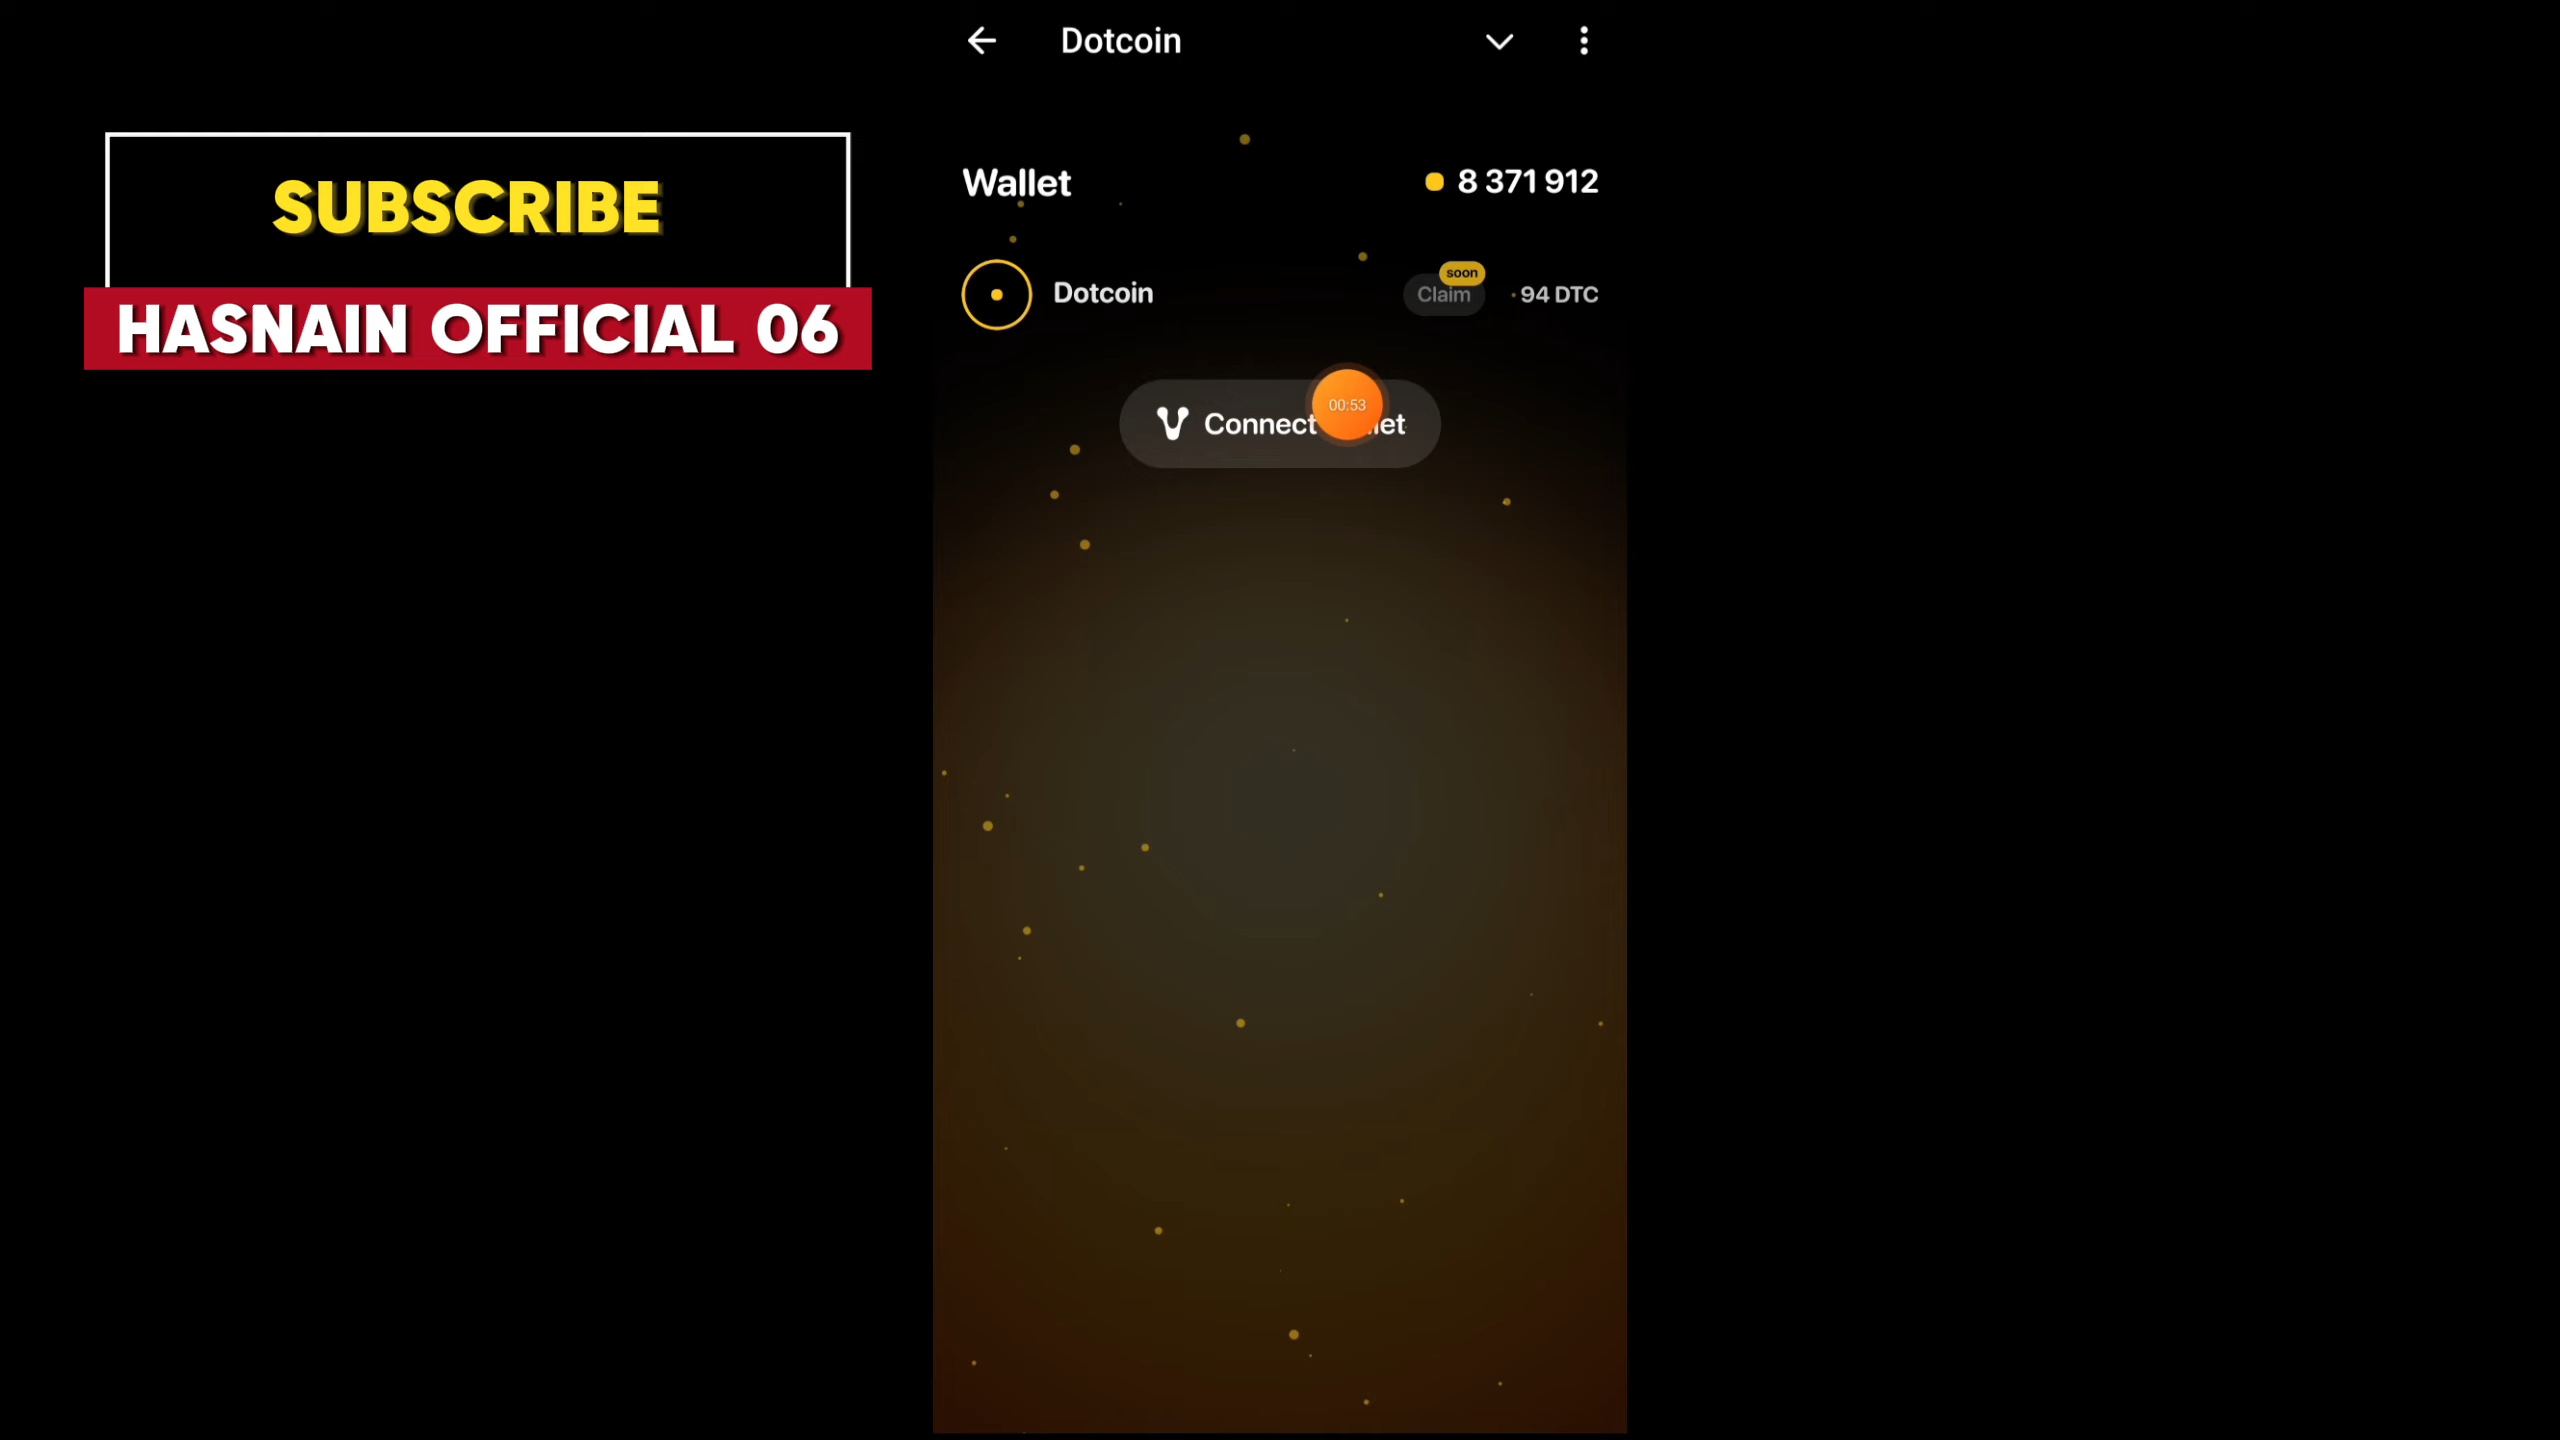 Dotcoin
SUBSCRIBE
HASNAIN OFFICIAL 06
Wallet
8 371 912
Dotcoin
soon
Claim
94 DTC
00:53
Connect